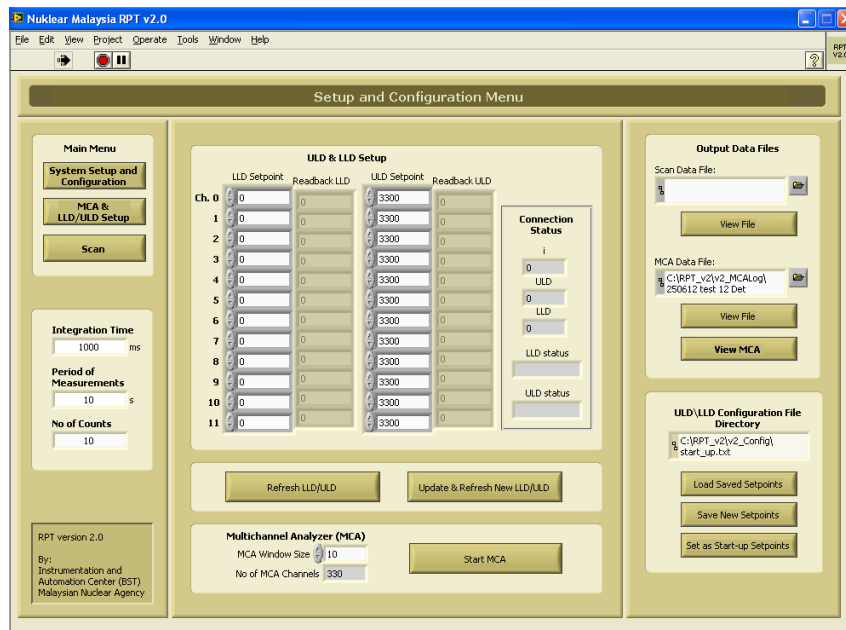 Nuklear Malaysia RPT v2.0
File Edit View Project Operate Tools Window Help
RPT
V2.0
Setup and Configuration Menu
Main Menu
System Setup and
Configuration
MCA &
LLD/ULD Setup
Scan
Integration Time
1000 ms
Period of
Measurements
10 s
No of Counts
10
RPT version 2.0
By:
Instrumentation and
Automation Center (BST)
Malaysian Nuclear Agency
ULD & LLD Setup
LLD Setpoint Readback LLD ULD Setpoint Readback ULD
Ch. 0 0 0 3300 0
1 0 0 3300 0
2 0 0 3300 0
3 0 0 3300 0
4 0 0 3300 0
5 0 0 3300 0
6 0 0 3300 0
7 0 0 3300 0
8 0 0 3300 0
9 0 0 3300 0
10 0 0 3300 0
11 0 0 3300 0
Connection
Status
i
0
ULD
0
LLD
0
LLD status
ULD status
Refresh LLD/ULD Update & Refresh New LLD/ULD
Multichannel Analyzer (MCA)
MCA Window Size 10
No of MCA Channels 330
Start MCA
Output Data Files
Scan Data File:
View File
MCA Data File:
C:\RPT_v2\v2_MCALog\
250612 test 12 Det
View File
View MCA
ULD\LLD Configuration File
Directory
C:\RPT_v2\v2_Config\
start_up.txt
Load Saved Setpoints
Save New Setpoints
Set as Start-up Setpoints